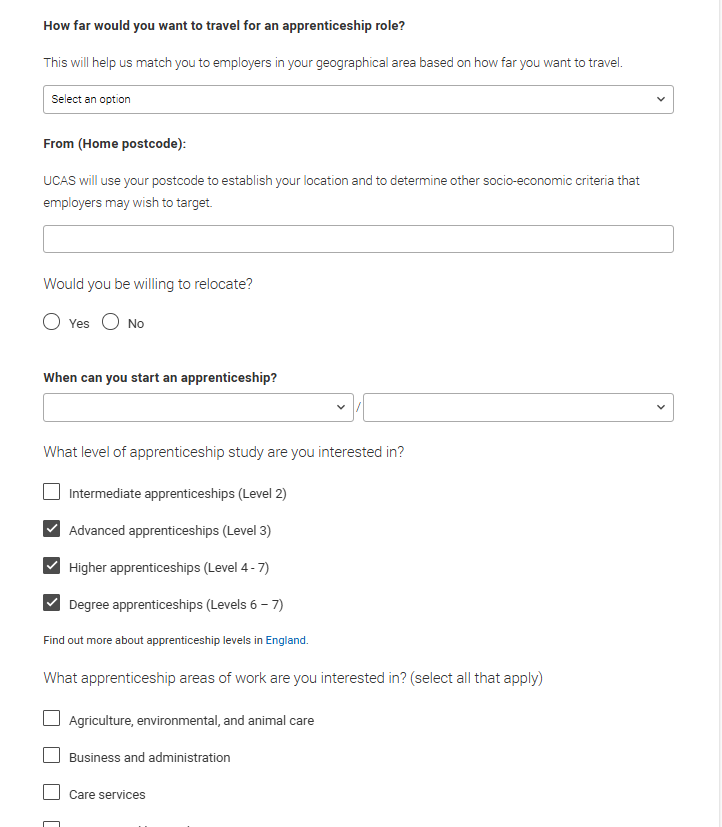 How far would you want to travel for an apprenticeship role?
This will help us match you to employers in your geographical area based on how far you want to travel.
Select an option
From (Home postcode):
UCAS will use your postcode to establish your location and to determine other socio-economic criteria that
employers may wish to target.
Would you be willing to relocate?
Yes No
When can you start an apprenticeship?
/
What level of apprenticeship study are you interested in?
Intermediate apprenticeships (Level 2)
Advanced apprenticeships (Level 3)
Higher apprenticeships (Level 4 - 7)
Degree apprenticeships (Levels 6 – 7)
Find out more about apprenticeship levels in England.
What apprenticeship areas of work are you interested in? (select all that apply)
Agriculture, environmental, and animal care
Business and administration
Care services